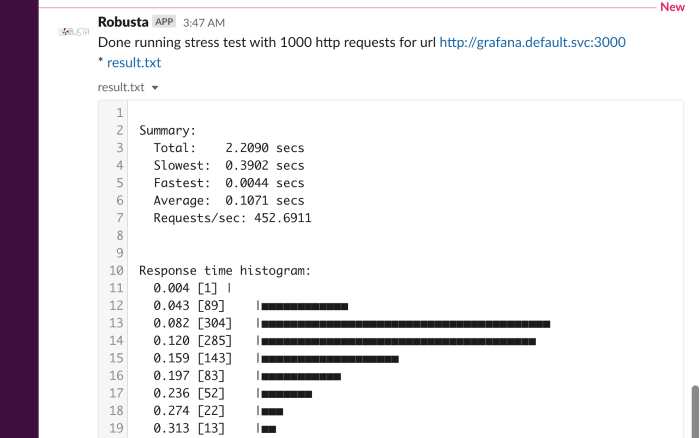 New
Robusta APP 3:47 AM
Done running stress test with 1000 http requests for url http://grafana.default.svc:3000
* result.txt
result.txt
1
2 Summary:
3 Total: 2.2090 secs
4 Slowest: 0.3902 secs
5 Fastest: 0.0044 secs
6 Average: 0.1071 secs
7 Requests/sec: 452.6911
8
9
10 Response time histogram:
11 0.004 [1] |
12 0.043 [89] |■■■■■■■■■■■■
13 0.082 [304] |■■■■■■■■■■■■■■■■■■■■■■■■■■■■■■■■■■■■■■■■
14 0.120 [285] |■■■■■■■■■■■■■■■■■■■■■■■■■■■■■■■■■■■■■■
15 0.159 [143] |■■■■■■■■■■■■■■■■■■■
16 0.197 [83] |■■■■■■■■■■■
17 0.236 [52] |■■■■■■■
18 0.274 [22] |■■■
19 0.313 [13] |■■